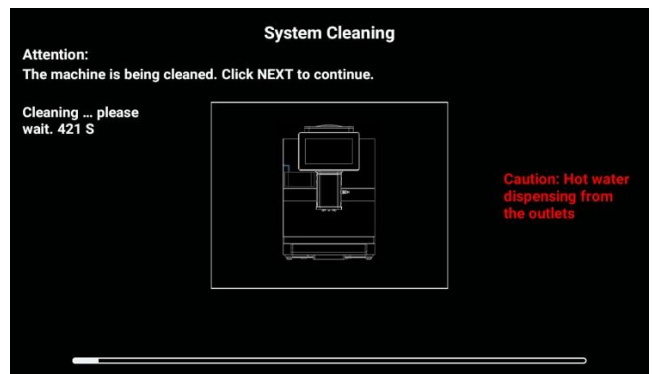 System Cleaning
Attention:
The machine is being cleaned. Click NEXT to continue.
Cleaning ... please
wait. 421 S
Caution: Hot water
dispensing from
the outlets